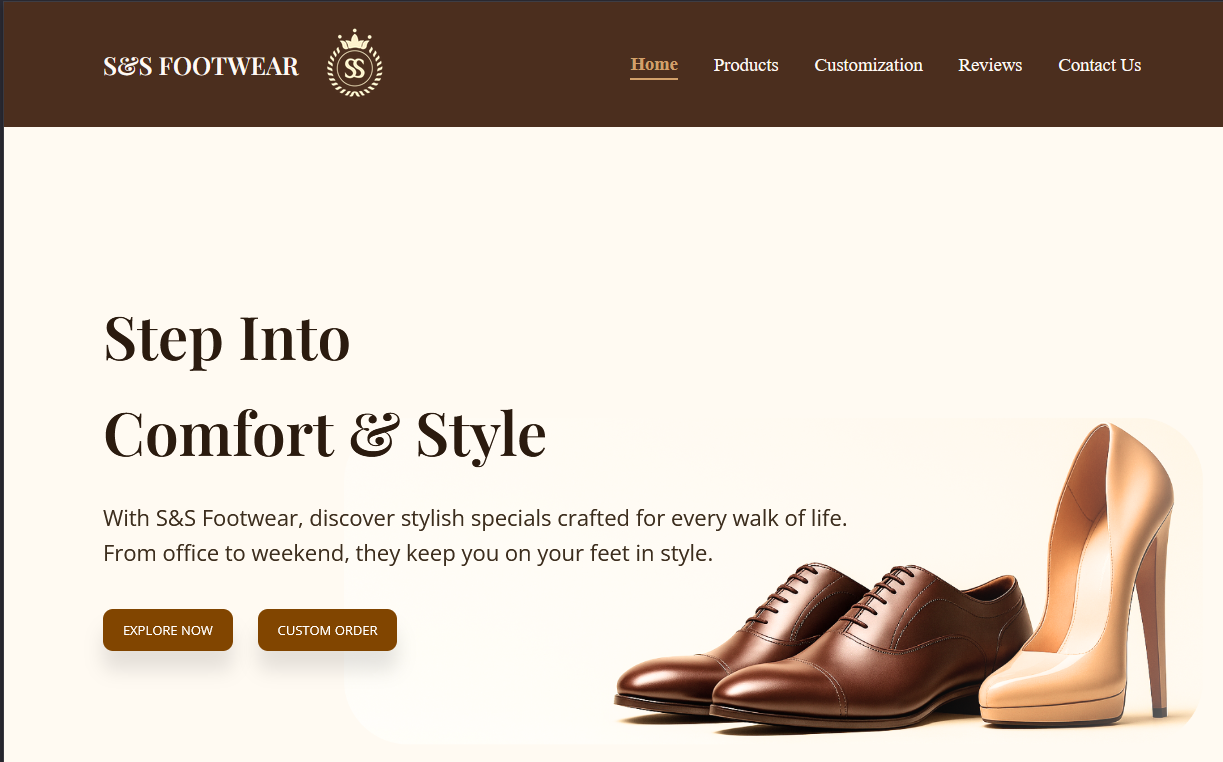 S&S FOOTWEAR
SS
Home
Products
Customization
Reviews
Contact Us
Step Into
Comfort & Style
With S&S Footwear, discover stylish specials crafted for every walk of life.
From office to weekend, they keep you on your feet in style.
EXPLORE NOW
CUSTOM ORDER